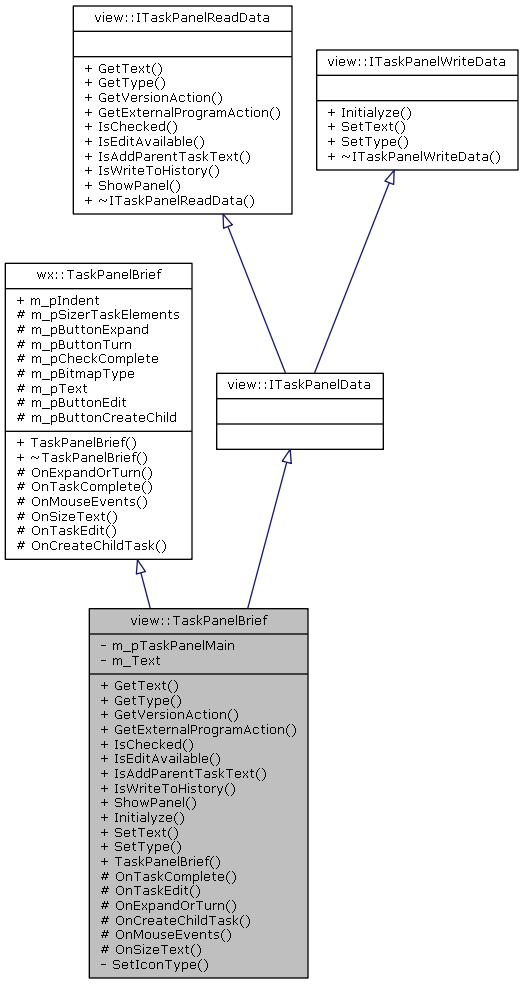 view::ITaskPanelReadData
+ GetText()
+ GetType()
+ GetVersionAction()
+ GetExternalProgramAction()
+ IsChecked()
+ IsEditAvailable()
+ IsAddParentTaskText()
+ IsWriteToHistory()
+ ShowPanel()
+ ~ITaskPanelReadData()
view::ITaskPanelWriteData
+ Initialyze()
+ SetText()
+ SetType()
+ ~ITaskPanelWriteData()
wx::TaskPanelBrief
+ m_pIndent
# m_pSizerTaskElements
# m_pButtonExpand
# m_pButtonTurn
# m_pCheckComplete
# m_pBitmapType
# m_pText
# m_pButtonEdit
# m_pButtonCreateChild
+ TaskPanelBrief()
+ ~TaskPanelBrief()
# OnExpandOrTurn()
# OnTaskComplete()
# OnMouseEvents()
# OnSizeText()
# OnTaskEdit()
# OnCreateChildTask()
view::ITaskPanelData
view::TaskPanelBrief
- m_pTaskPanelMain
- m_Text
+ GetText()
+ GetType()
+ GetVersionAction()
+ GetExternalProgramAction()
+ IsChecked()
+ IsEditAvailable()
+ IsAddParentTaskText()
+ IsWriteToHistory()
+ ShowPanel()
+ Initialyze()
+ SetText()
+ SetType()
+ TaskPanelBrief()
# OnTaskComplete()
# OnTaskEdit()
# OnExpandOrTurn()
# OnCreateChildTask()
# OnMouseEvents()
# OnSizeText()
- SetIconType()